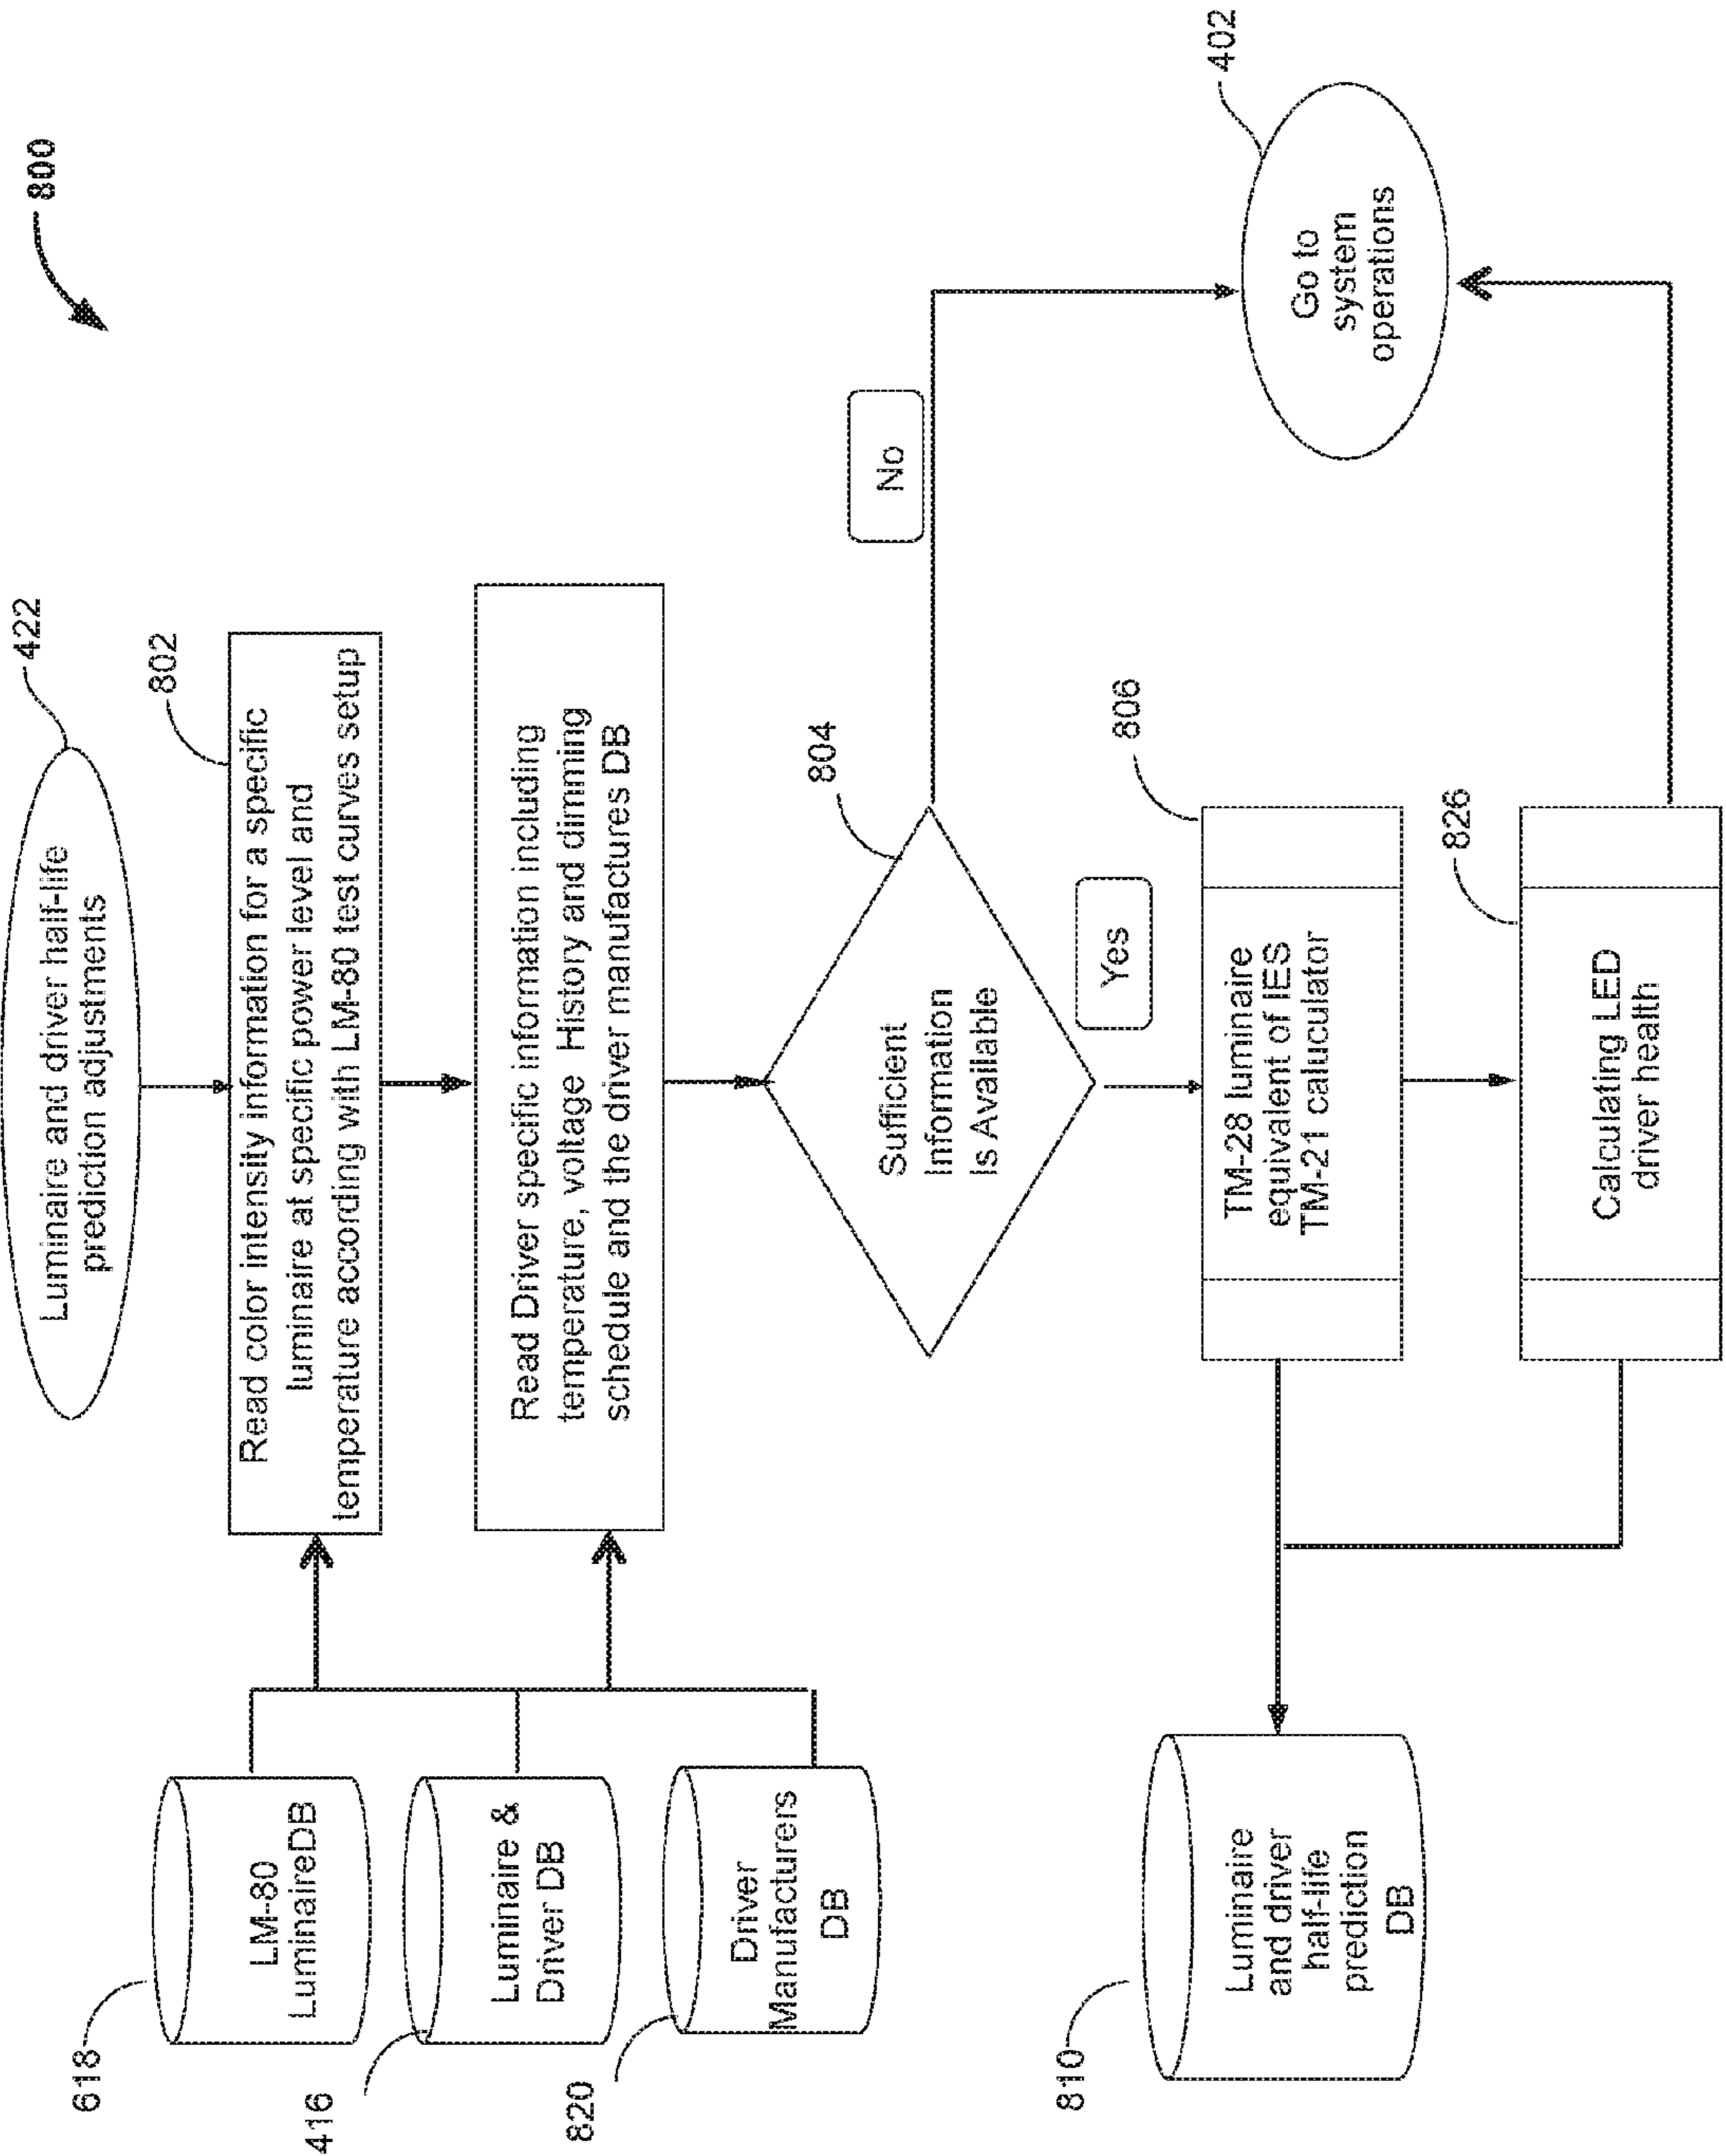 800
Luminaire and driver half-life
prediction adjustments
422
802
Read color intensity information for a specific
luminaire at specific power level and
temperature according with LM-80 test curves setup
Read Driver specific infomation including
temperature, voltage History and dimming
schedule and the driver manufactures DB
618
LM-80
LuminaireDB
416
Luminaire &
Driver DB
820
Driver
Manufacturers
DB
804
Sufficient
Information
Is Available
No
Yes
402
Go to
system
operations
806
TM-28 luminaire
equivalent of IES
TM-21 caluculator
826
Calculating LED
driver health
810
Luminaire
and driver
half-life
prediction
DB